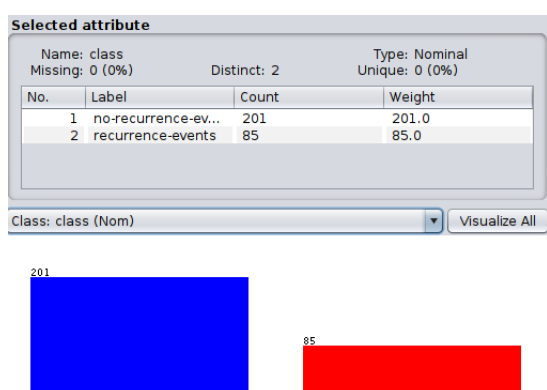 Selected attribute
Name: class Type: Nominal
Missing: 0 (0%) Distinct: 2 Unique: 0 (0%)
No. Label Count Weight
1 no-recurrence-ev... 201 201.0
2 recurrence-events 85 85.0
Class: class (Nom) Visualize All
201
85